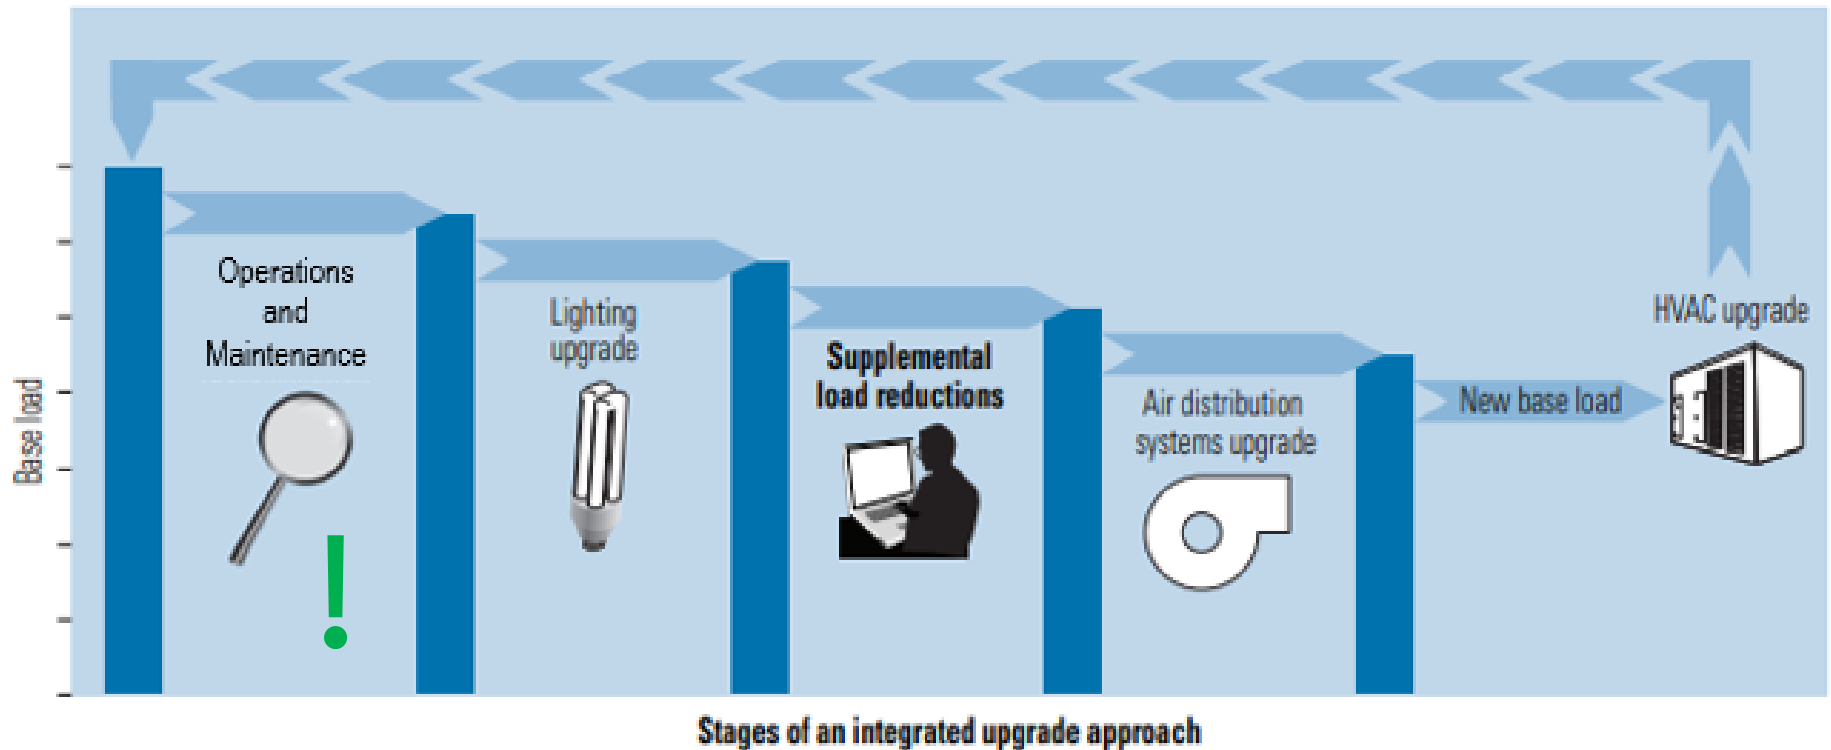 Operations
and
Maintenance
Lighting
upgrade
Supplemental
load reductions
Air distribution
systems upgrade
New base load
HVAC upgrade
Base load
!
Stages of an integrated upgrade approach